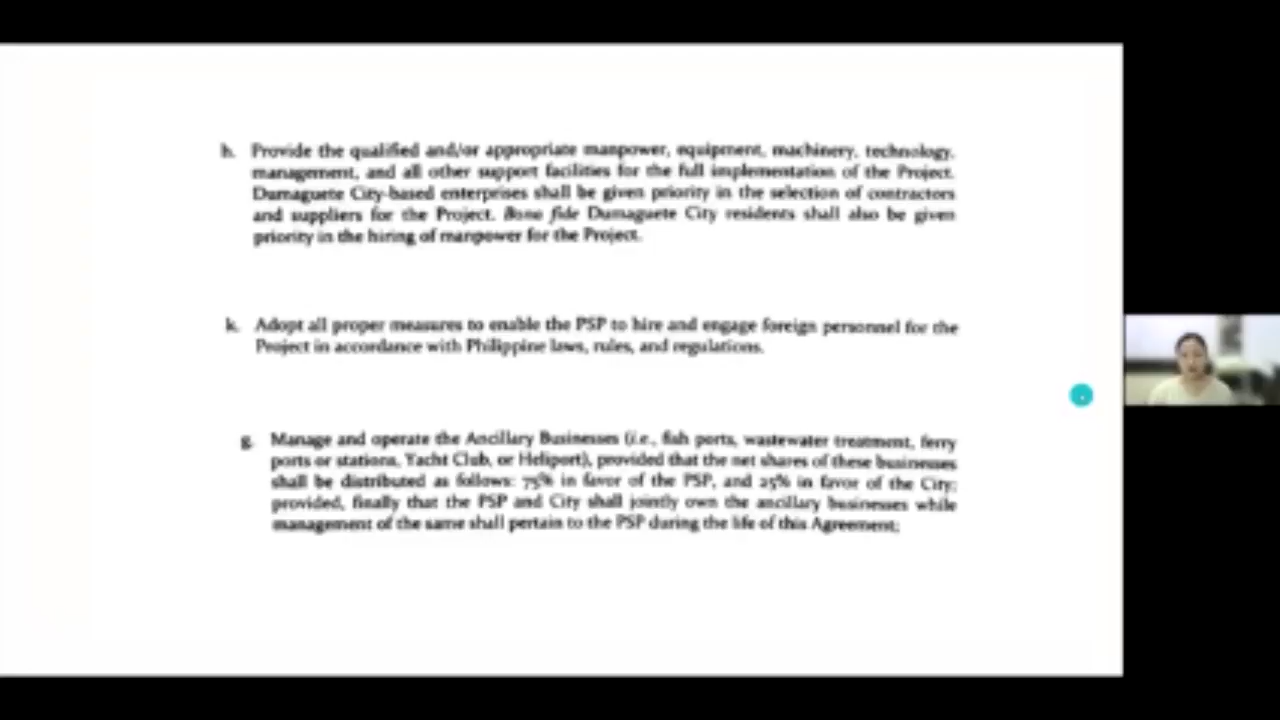 h. Provide the qualified and/or appropriate manpower, equipment, machinery, technology,
management, and all other support facilities for the full implementation of the Project.
Dumaguete City-based enterprises shall be given priority in the selection of contractors
and suppliers for the Project. Bona fide Dumaguete City residents shall also be given
priority in the hiring of manpower for the Project.
k. Adopt all proper measures to enable the PSP to hire and engage foreign personnel for the
Project in accordance with Philippine laws, rules, and regulations.
g. Manage and operate the Ancillary Businesses (i.e., fish ports, wastewater treatment, ferry
ports or stations, Yacht Club, or Heliport), provided that the net shares of these businesses
shall be distributed as follows: 75% in favor of the PSP, and 25% in favor of the City;
provided, finally that the PSP and City shall jointly own the ancillary businesses while
management of the same shall pertain to the PSP during the life of this Agreement;